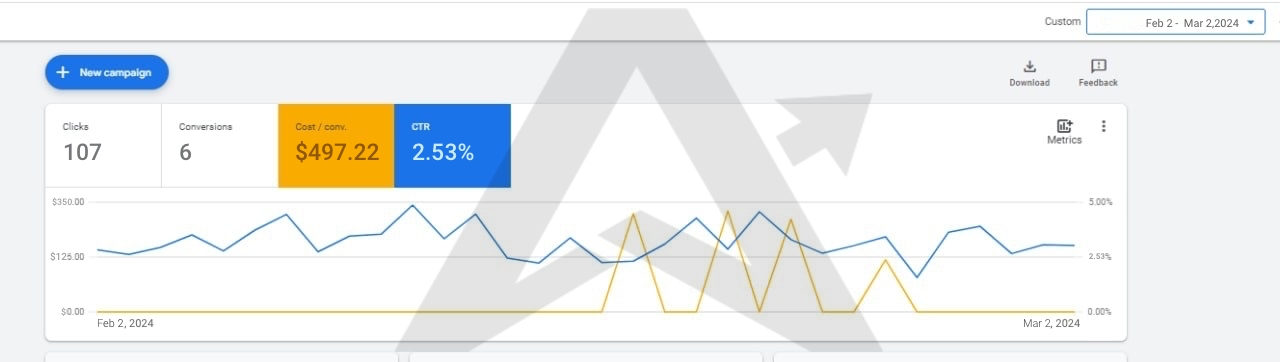 Custom Feb 2 - Mar 2,2024
New campaign
Download Feedback
Clicks Conversions Cost / conv. CTR
107 6 $497.22 2.53%
Metrics
$350.00 5.00%
$125.00 2.53%
$0.00 0.00%
Feb 2, 2024 Mar 2, 2024